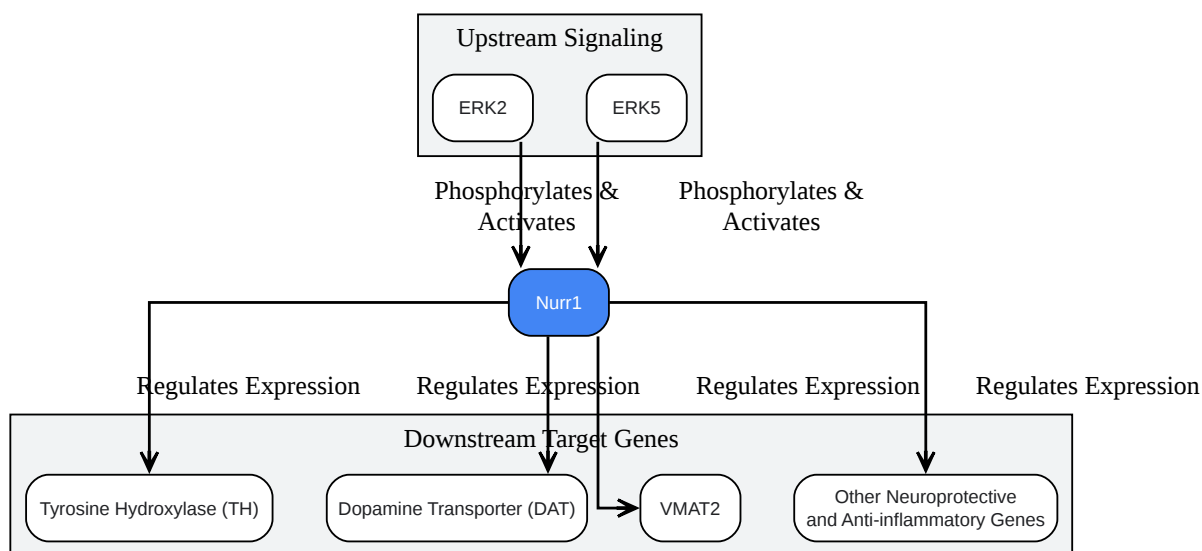 Upstream Signaling
ERK2
ERK5
Phosphorylates &
Activates
Phosphorylates &
Activates
Nurr1
Regulates Expression
Regulates Expression
Regulates Expression
Regulates Expression
Downstream Target Genes
Tyrosine Hydroxylase (TH)
Dopamine Transporter (DAT)
VMAT2
Other Neuroprotective
and Anti-inflammatory Genes